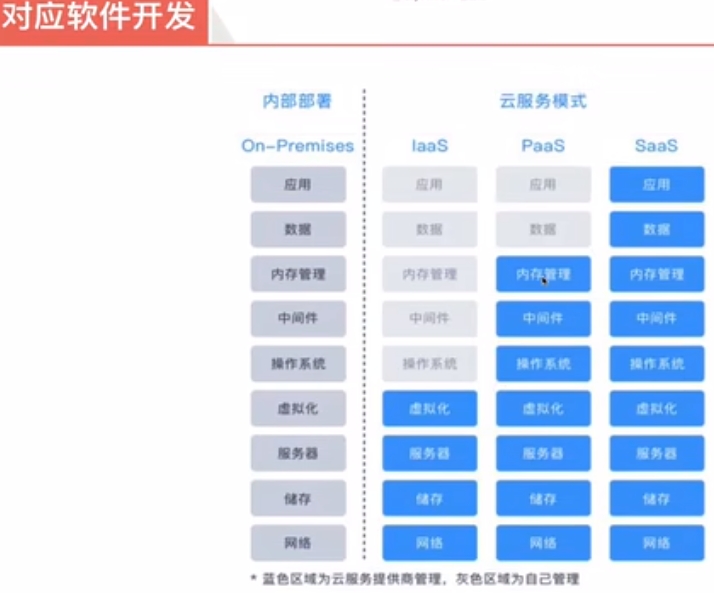 对应软件开发
内部部署 云服务模式
On-Premises IaaS PaaS SaaS
应用 应用 应用 应用
数据 数据 数据 数据
内存管理 内存管理 内存管理 内存管理
中间件 中间件 中间件 中间件
操作系统 操作系统 操作系统 操作系统
虚拟化 虚拟化 虚拟化 虚拟化
服务器 服务器 服务器 服务器
储存 储存 储存 储存
网络 网络 网络 网络
* 蓝色区域为云服务提供商管理，灰色区域为自己管理